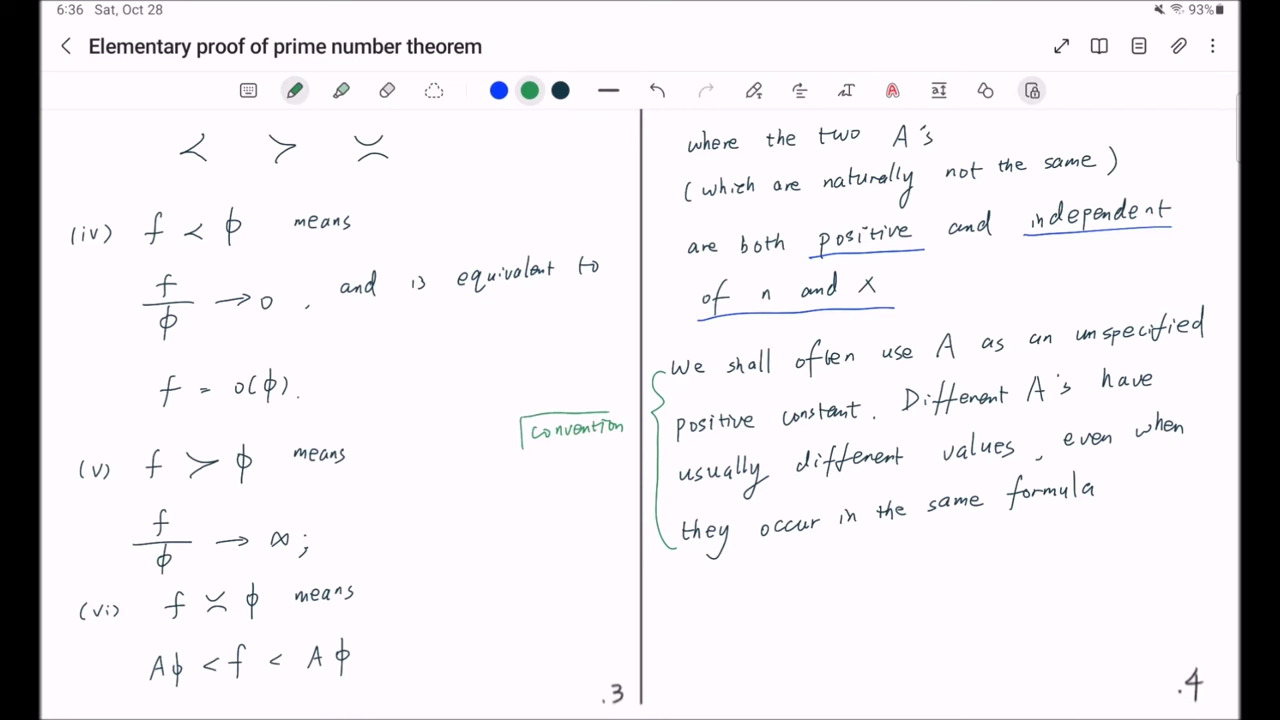 6:36 Sat, Oct 28
93%
Elementary proof of prime number theorem
≺ ≻ ≍
(iv) f ≺ ϕ means
f/ϕ → 0 , and is equivalent to
f = o(ϕ).
(v) f ≻ ϕ means
f/ϕ → ∞ ;
(vi) f ≍ ϕ means
Aϕ < f < Aϕ
.3
where the two A's
(which are naturally not the same)
are both positive and independent
of n and x
convention
We shall often use A as an unspecified
positive constant. Different A's have
usually different values, even when
they occur in the same formula
.4